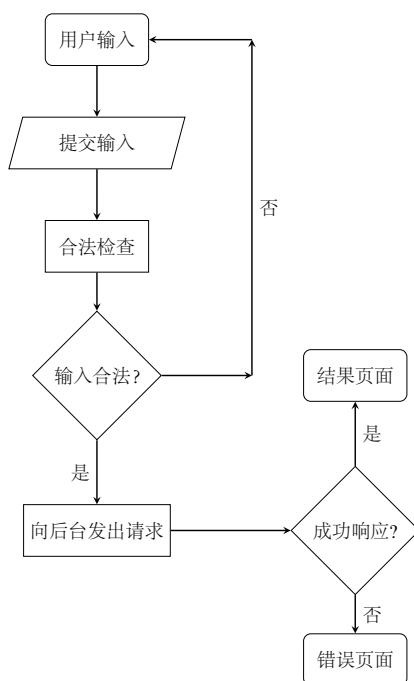 用户输入
提交输入
否
合法检查
输入合法?
结果页面
是
是
向后台发出请求
成功响应?
否
错误页面